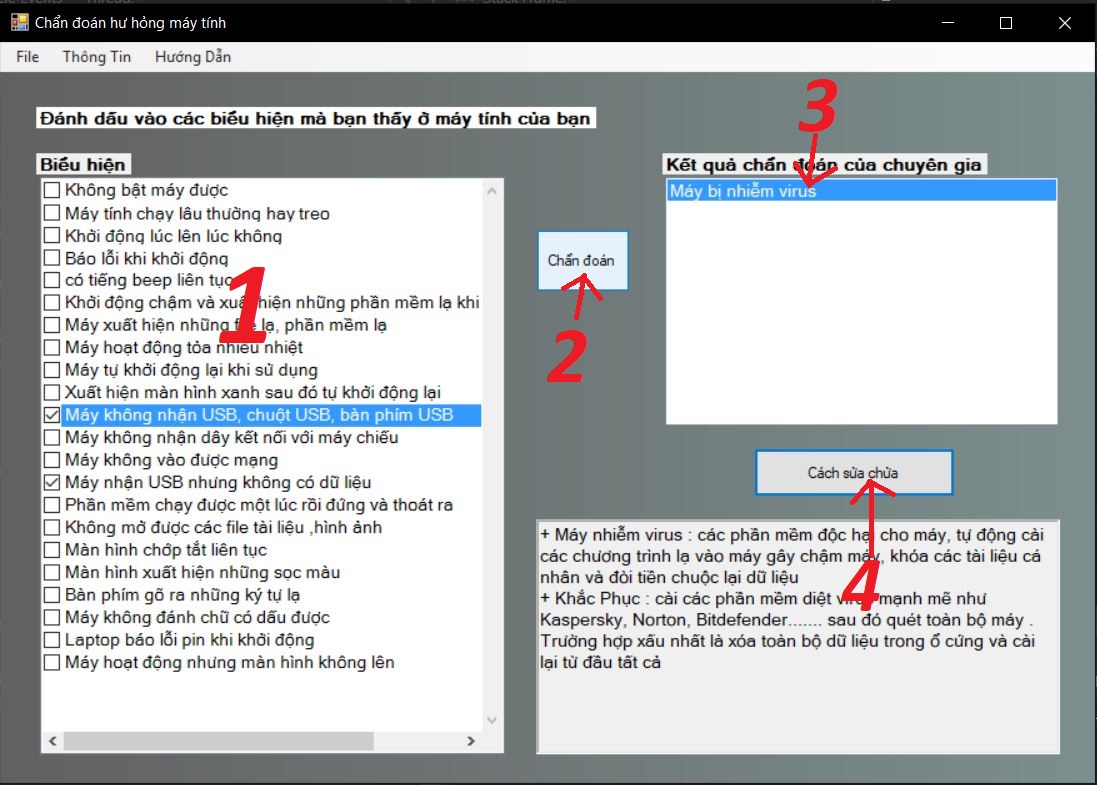 Chẩn đoán hư hỏng máy tính
File Thông Tin Hướng Dẫn
Đánh dấu vào các biểu hiện mà bạn thấy ở máy tính của bạn
Biểu hiện
Không bật máy được
Máy tính chạy lâu thường hay treo
Khởi động lúc lên lúc không
Báo lỗi khi khởi động
có tiếng beep liên tục
Khởi động chậm và xuất hiện những phần mềm lạ khi
Máy xuất hiện những file lạ, phần mềm lạ
Máy hoạt động tỏa nhiều nhiệt
Máy tự khởi động lại khi sử dụng
Xuất hiện màn hình xanh sau đó tự khởi động lại
Máy không nhận USB, chuột USB, bàn phím USB
Máy không nhận dây kết nối với máy chiếu
Máy không vào được mạng
Máy nhận USB nhưng không có dữ liệu
Phần mềm chạy được một lúc rồi đứng và thoát ra
Không mở được các file tài liệu ,hình ảnh
Màn hình chớp tắt liên tục
Màn hình xuất hiện những sọc màu
Bàn phím gõ ra những ký tự lạ
Máy không đánh chữ có dấu được
Laptop báo lỗi pin khi khởi động
Máy hoạt động nhưng màn hình không lên
1
Chẩn đoán
2
3
Kết quả chẩn đoán của chuyên gia
Máy bị nhiễm virus
Cách sửa chửa
4
+ Máy nhiễm virus : các phần mềm độc hại cho máy, tự động cài
các chương trình lạ vào máy gây chậm máy, khóa các tài liệu cá
nhân và đòi tiền chuộc lại dữ liệu
+ Khắc Phục : cài các phần mềm diệt virus mạnh mẽ như
Kaspersky, Norton, Bitdefender....... sau đó quét toàn bộ máy .
Trường hợp xấu nhất là xóa toàn bộ dữ liệu trong ổ cứng và cài
lại từ đầu tất cả